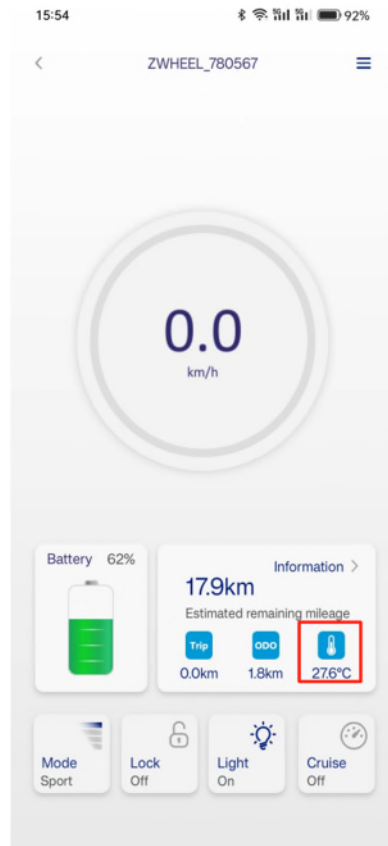 15:54 92%
ZWHEEL_780567
0.0
km/h
Battery 62%
Information >
17.9km
Estimated remaining mileage
Trip ODO
0.0km 1.8km 27.6°C
Mode Lock Light Cruise
Sport Off On Off